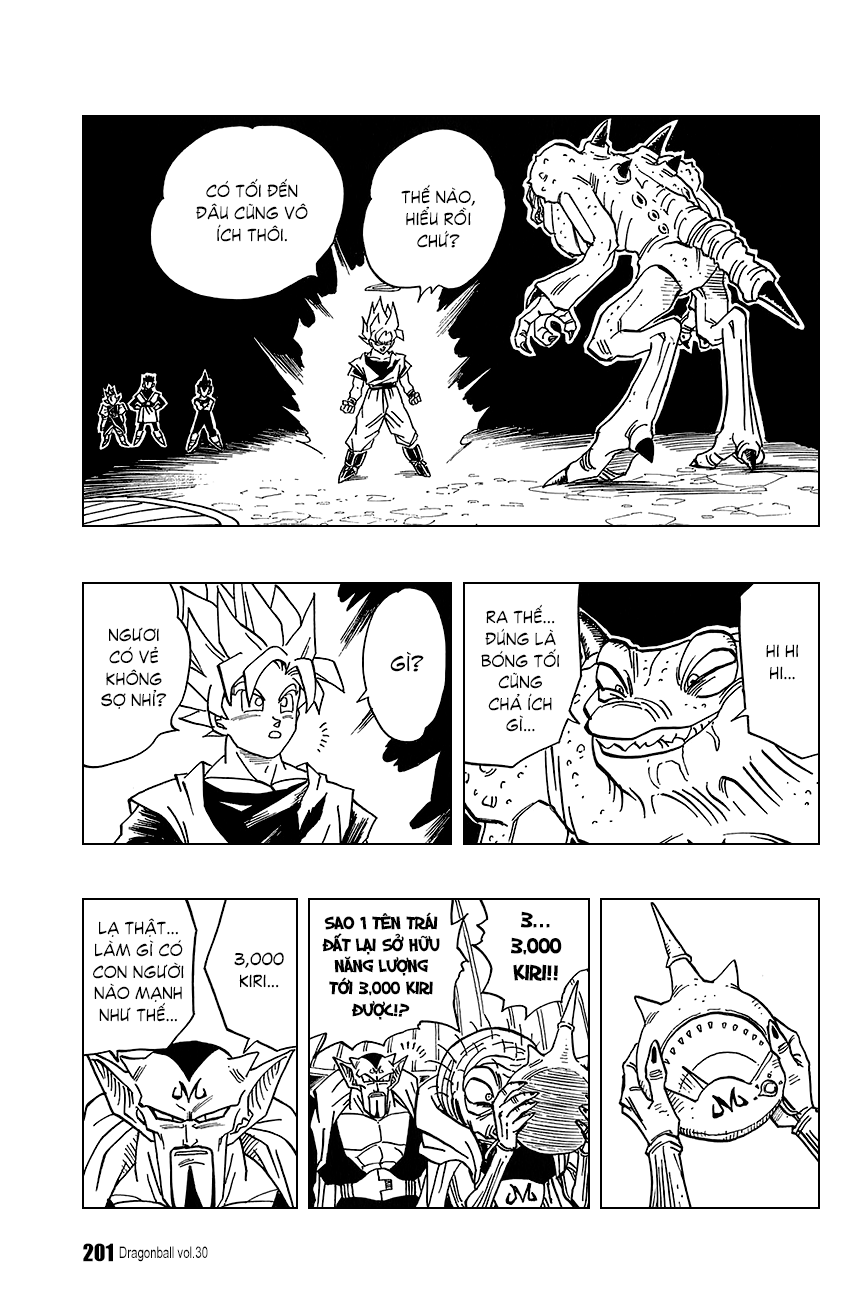 THẾ NÀO,
HIỂU RỒI
CHỨ?
CÓ TỐI ĐẾN
ĐÂU CŨNG VÔ
ÍCH THÔI.
HI HI
HI...
RA THẾ...
ĐÚNG LÀ
BÓNG TỐI
CŨNG
CHẢ ÍCH
GÌ...
GÌ?
NGƯƠI
CÓ VẺ
KHÔNG
SỢ NHỈ?
3...
3,000
KIRI!!
SAO 1 TÊN TRÁI
ĐẤT LẠI SỞ HỮU
NĂNG LƯỢNG
TỚI 3,000 KIRI
ĐƯỢC!?
3,000
KIRI...
LẠ THẬT...
LÀM GÌ CÓ
CON NGƯỜI
NÀO MẠNH
NHƯ THẾ...
201 Dragonball vol.30